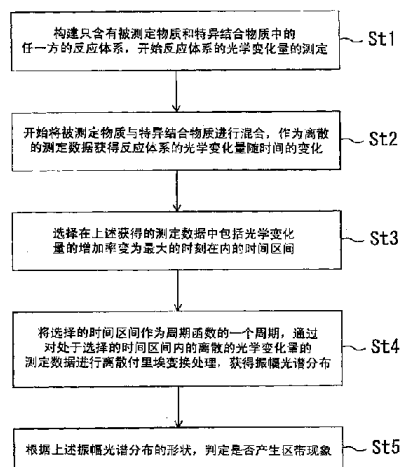 构建只含有被测定物质和特异结合物质中的
任一方的反应体系，开始反应体系的光学变化量的测定
St1
开始将被测定物质与特异结合物质进行混合，作为离散
的测定数据获得反应体系的光学变化量随时间的变化
St2
选择在上述获得的测定数据中包括光学变化
量的增加率变为最大的时刻在内的时间区间
St3
将选择的时间区间作为周期函数的一个周期，通过
对处于选择的时间区间内的离散的光学变化量的
测定数据进行离散付里埃变换处理，获得振幅光谱分布
St4
根据上述振幅光谱分布的形状，判定是否产生区带现象
St5